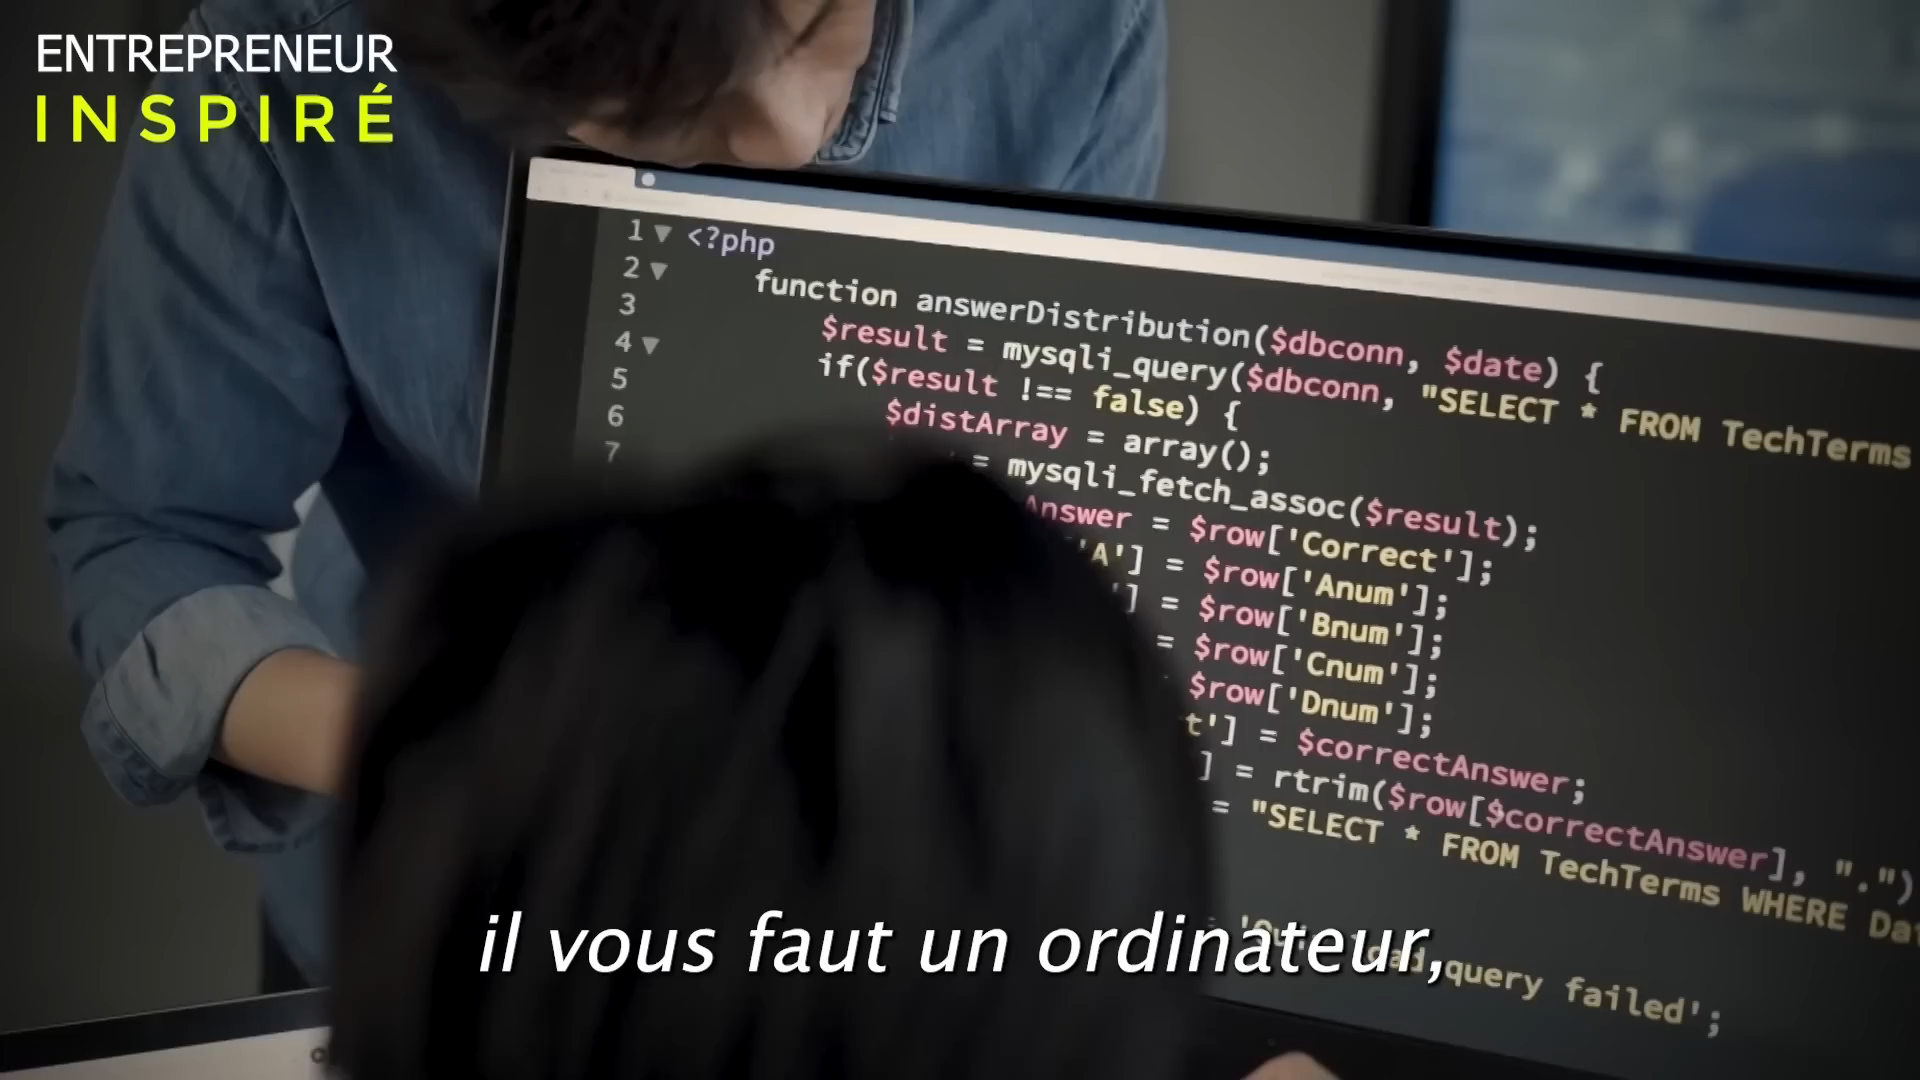 ENTREPRENEUR
INSPIRÉ
1 <?php
2 function answerDistribution($dbconn, $date) {
3 $result = mysqli_query($dbconn, "SELECT * FROM TechTerms
4 if($result !== false) {
5 $distArray = array();
6 = mysqli_fetch_assoc($result);
7 Answer = $row['Correct'];
'A'] = $row['Anum'];
'] = $row['Bnum'];
= $row['Cnum'];
$row['Dnum'];
t'] = $correctAnswer;
] = rtrim($row[$correctAnswer], ".")
= "SELECT * FROM TechTerms WHERE Da
query failed';
il vous faut un ordinateur,